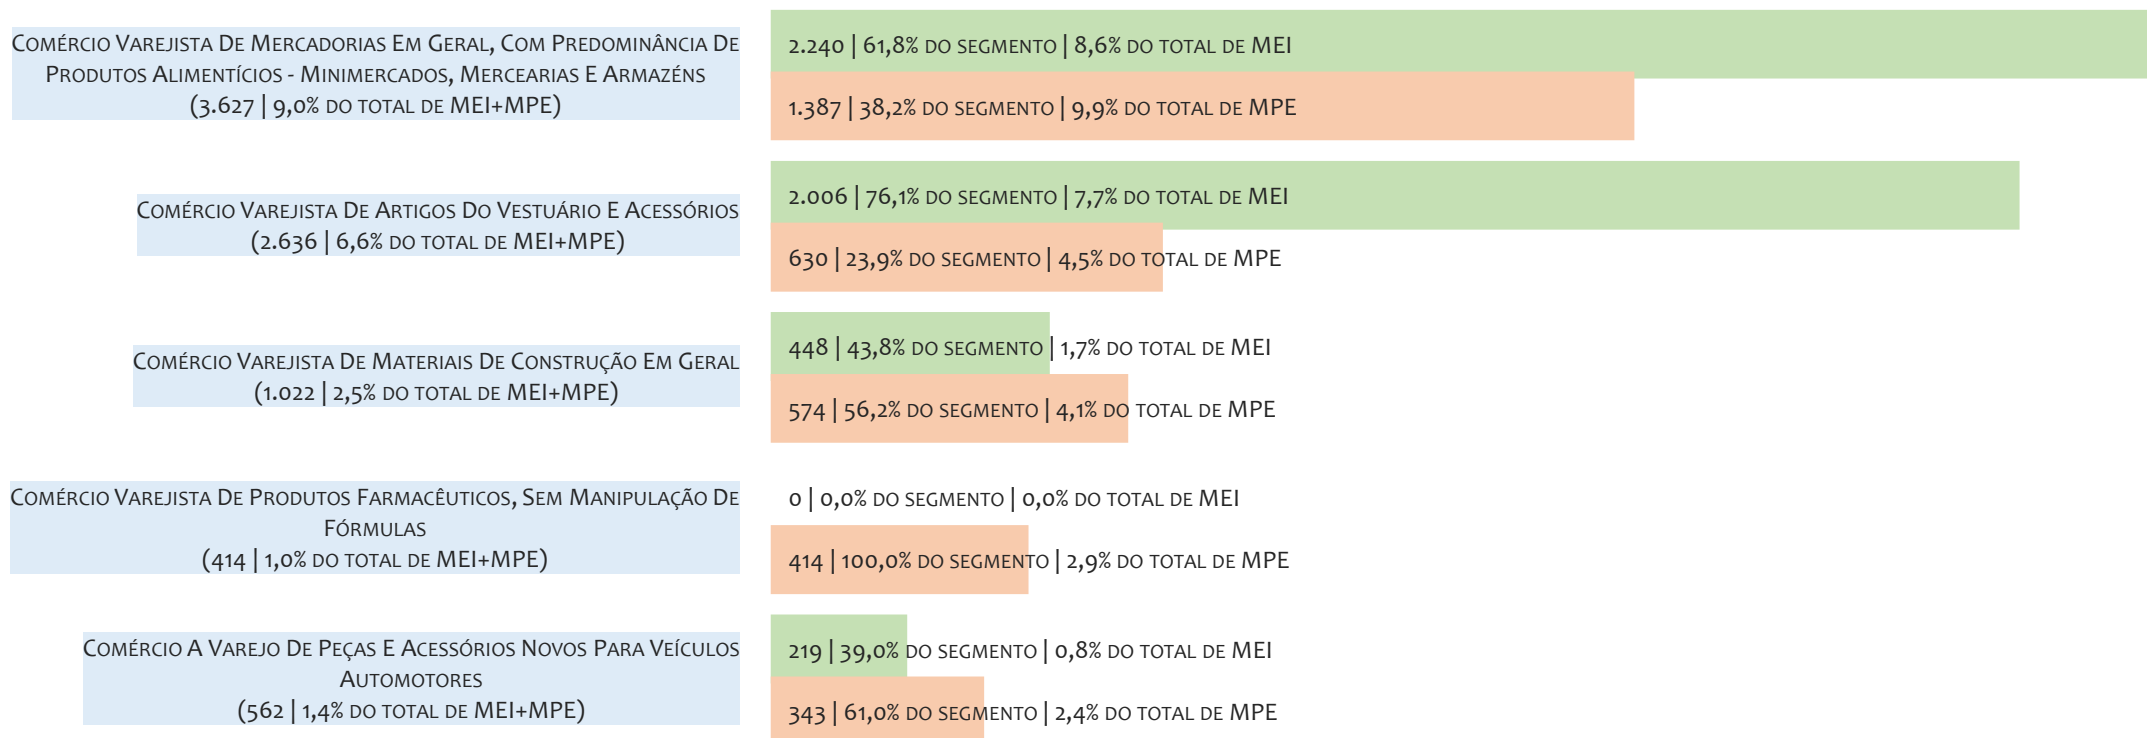 Comércio Varejista De Mercadorias Em Geral, Com Predominância De
Produtos Alimentícios - Minimercados, Mercearias E Armazéns
(3.627 | 9,0% do total de MEI+MPE)
2.240 | 61,8% do segmento | 8,6% do total de MEI
1.387 | 38,2% do segmento | 9,9% do total de MPE
Comércio Varejista De Artigos Do Vestuário E Acessórios
(2.636 | 6,6% do total de MEI+MPE)
2.006 | 76,1% do segmento | 7,7% do total de MEI
630 | 23,9% do segmento | 4,5% do total de MPE
Comércio Varejista De Materiais De Construção Em Geral
(1.022 | 2,5% do total de MEI+MPE)
448 | 43,8% do segmento | 1,7% do total de MEI
574 | 56,2% do segmento | 4,1% do total de MPE
Comércio Varejista De Produtos Farmacêuticos, Sem Manipulação De
Fórmulas
(414 | 1,0% do total de MEI+MPE)
0 | 0,0% do segmento | 0,0% do total de MEI
414 | 100,0% do segmento | 2,9% do total de MPE
Comércio A Varejo De Peças E Acessórios Novos Para Veículos
Automotores
(562 | 1,4% do total de MEI+MPE)
219 | 39,0% do segmento | 0,8% do total de MEI
343 | 61,0% do segmento | 2,4% do total de MPE